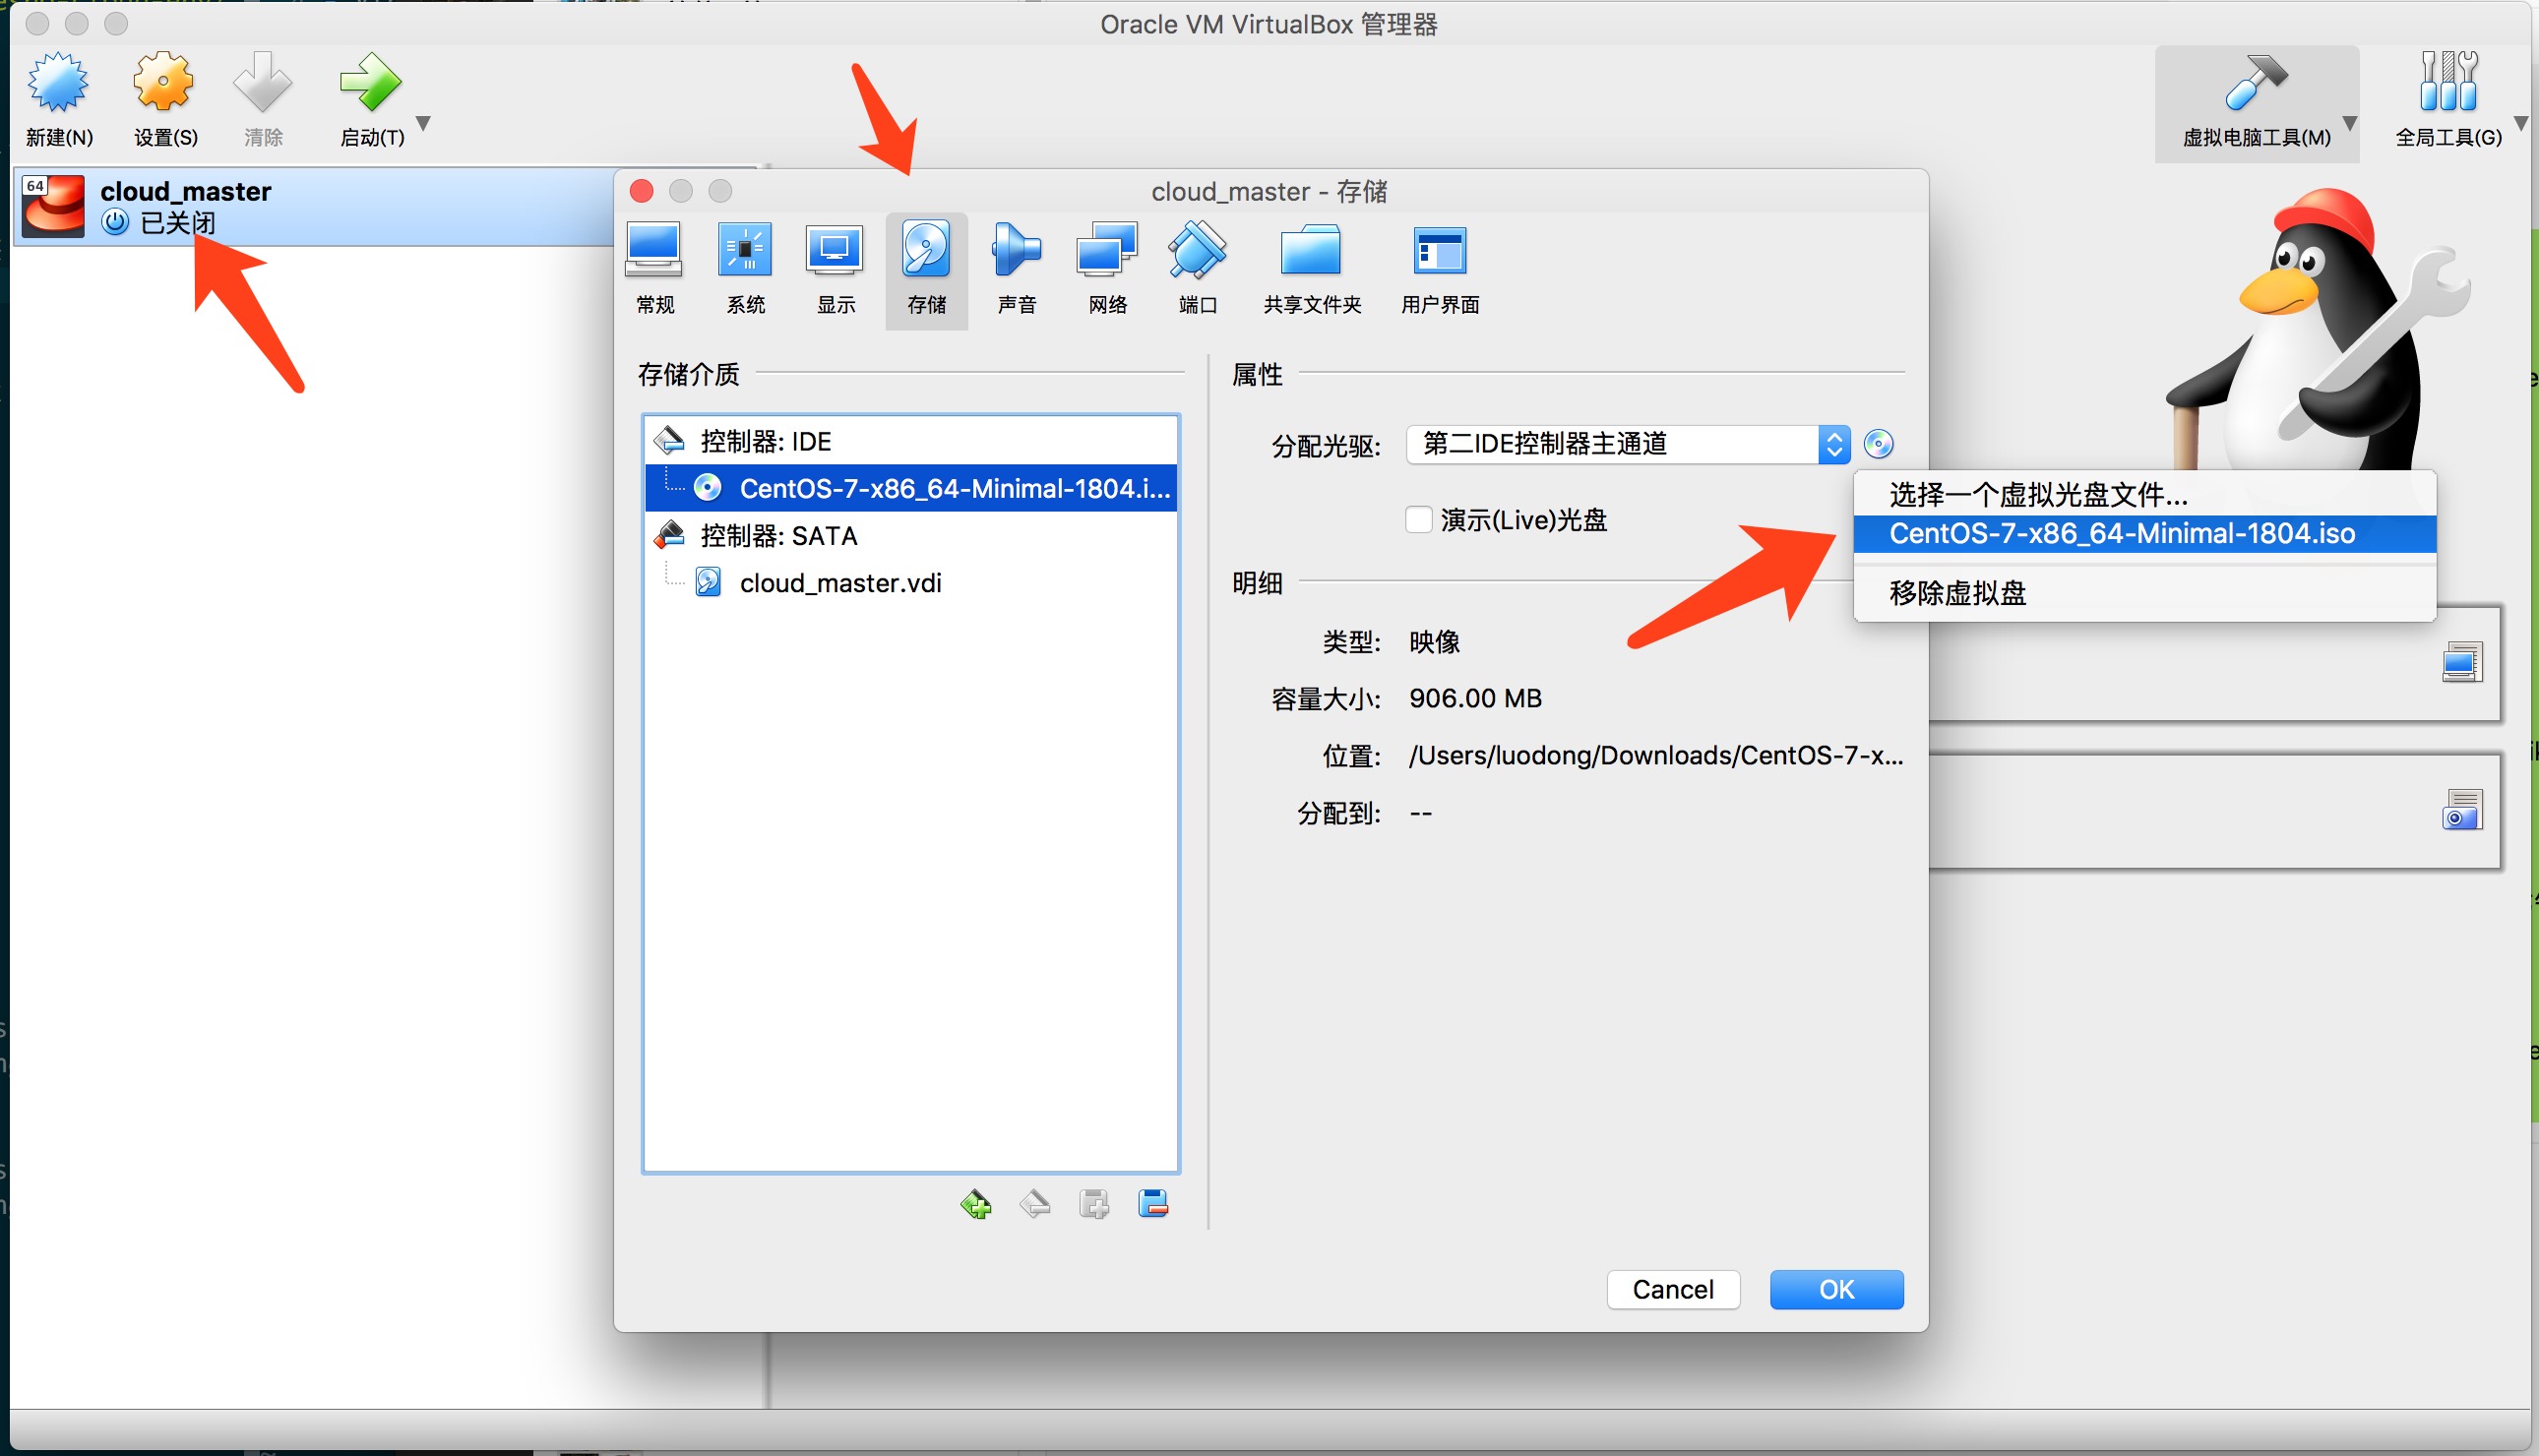 Oracle VM VirtualBox 管理器
新建(N)
设置(S)
清除
启动(T)
虚拟电脑工具(M)
全局工具(G)
64
cloud_master
已关闭
cloud_master - 存储
常规
系统
显示
存储
声音
网络
端口
共享文件夹
用户界面
存储介质
控制器: IDE
CentOS-7-x86_64-Minimal-1804.i...
控制器: SATA
cloud_master.vdi
属性
分配光驱: 第二IDE控制器主通道
演示(Live)光盘
选择一个虚拟光盘文件...
CentOS-7-x86_64-Minimal-1804.iso
移除虚拟盘
明细
类型: 映像
容量大小: 906.00 MB
位置: /Users/luodong/Downloads/CentOS-7-x...
分配到: --
Cancel
OK